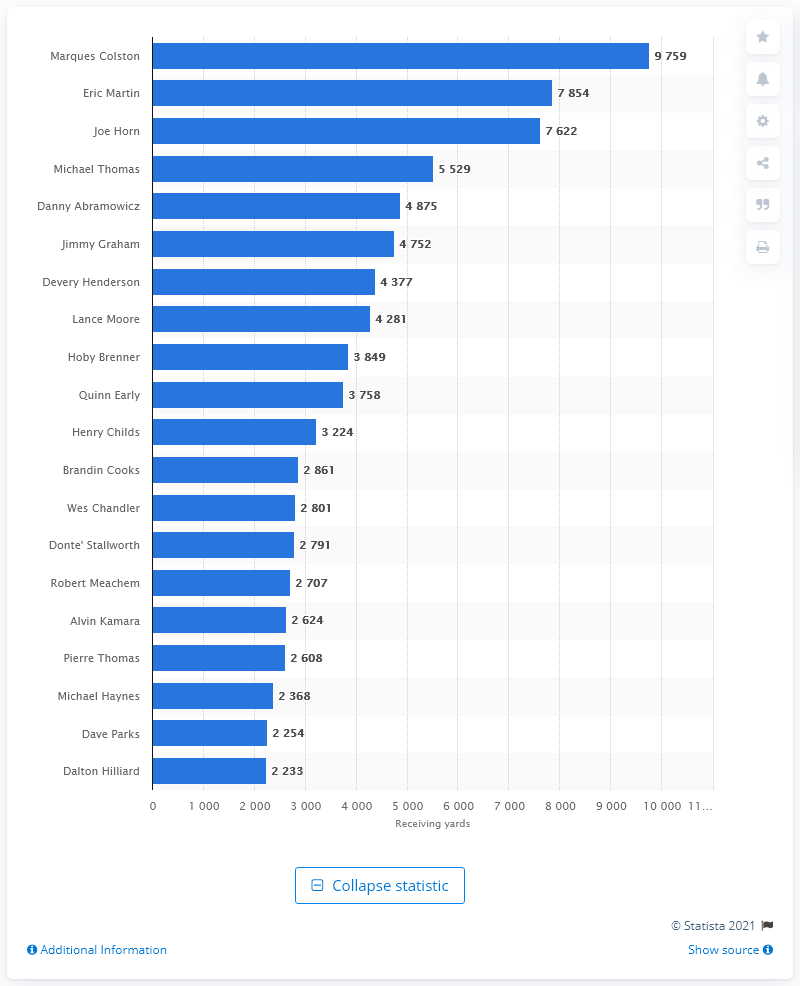 Marques Colston 9 759
Eric Martin 7 854
Joe Horn 7 622
Michael Thomas 5 529
Danny Abramowicz 4 875
Jimmy Graham 4 752
Devery Henderson 4 377
Lance Moore 4 281
Hoby Brenner 3 849
Quinn Early 3 758
Henry Childs 3 224
Brandin Cooks 2 861
Wes Chandler 2 801
Donte' Stallworth 2 791
Robert Meachem 2 707
Alvin Kamara 2 624
Pierre Thomas 2 608
Michael Haynes 2 368
Dave Parks 2 254
Dalton Hilliard 2 233
0 1 000 2 000 3 000 4 000 5 000 6 000 7 000 8 000 9 000 10 000 11...
Receiving yards
Collapse statistic
© Statista 2021
Additional Information Show source